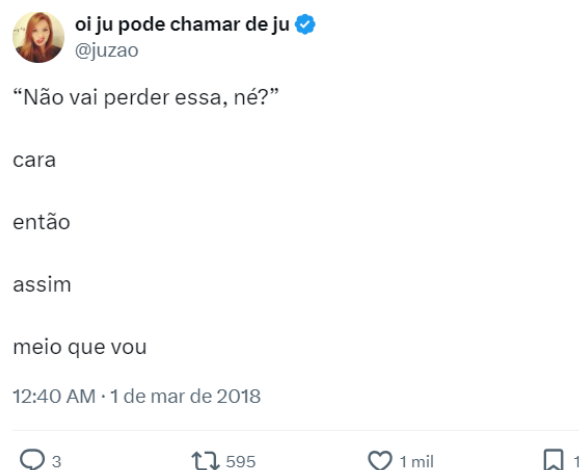 oi ju pode chamar de ju
@juzao
“Não vai perder essa, né?”
cara
então
assim
meio que vou
12:40 AM · 1 de mar de 2018
3 595 1 mil 1